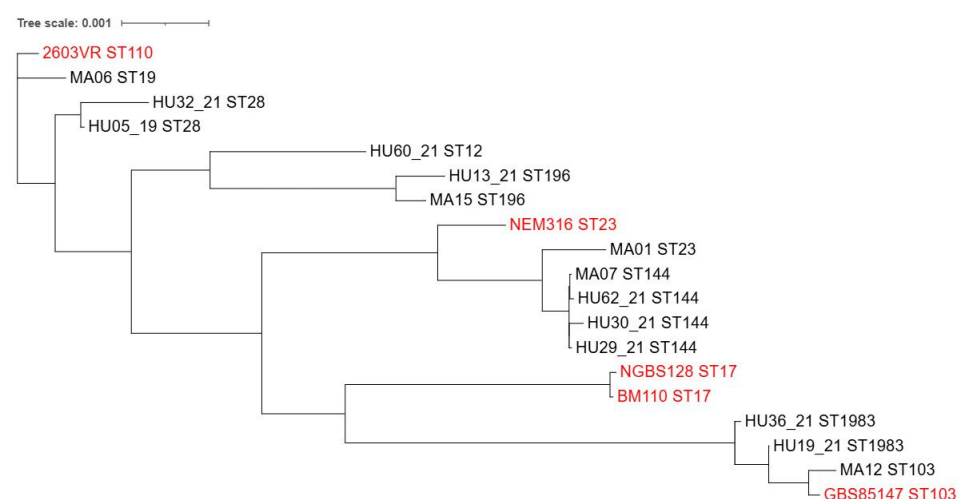 Tree scale: 0.001
2603VR ST110
MA06 ST19
HU32_21 ST28
HU05_19 ST28
HU60_21 ST12
HU13_21 ST196
MA15 ST196
NEM316 ST23
MA01 ST23
MA07 ST144
HU62_21 ST144
HU30_21 ST144
HU29_21 ST144
NGBS128 ST17
BM110 ST17
HU36_21 ST1983
HU19_21 ST1983
MA12 ST103
GBS85147 ST103